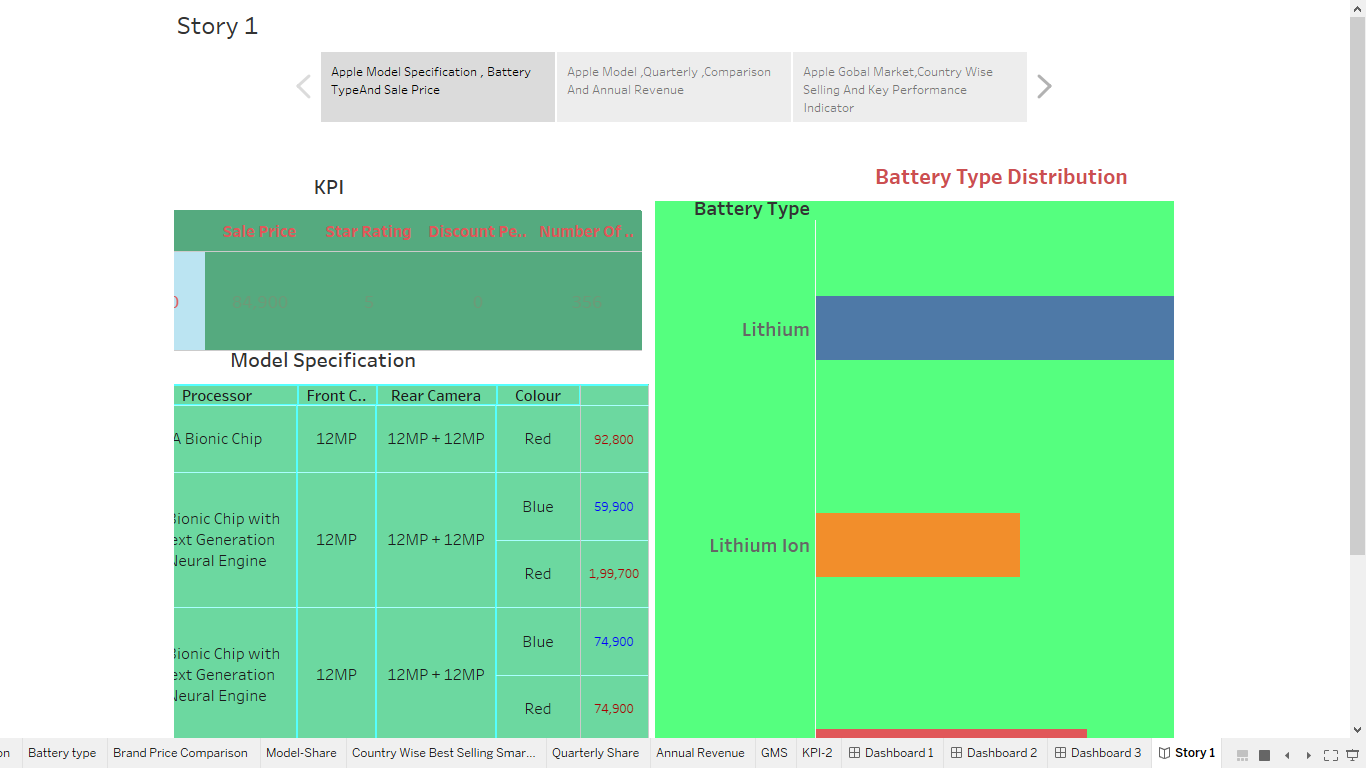 Story 1
Apple Model Specification , Battery
TypeAnd Sale Price
Apple Model ,Quarterly ,Comparison
And Annual Revenue
Apple Gobal Market,Country Wise
Selling And Key Performance
Indicator
KPI
Sale Price Star Rating Discount Pe.. Number Of ..
84,900 5 0 355
Model Specification
Processor Front C.. Rear Camera Colour
A Bionic Chip 12MP 12MP + 12MP Red 92,800
Bionic Chip with
ext Generation
Neural Engine
12MP 12MP + 12MP
Blue 59,900
Red 1,99,700
Bionic Chip with
ext Generation
Neural Engine
12MP 12MP + 12MP
Blue 74,900
Red 74,900
Battery Type Distribution
Battery Type
Lithium
Lithium Ion
on Battery type Brand Price Comparison Model-Share Country Wise Best Selling Smar... Quarterly Share Annual Revenue GMS KPI-2 Dashboard 1 Dashboard 2 Dashboard 3 Story 1